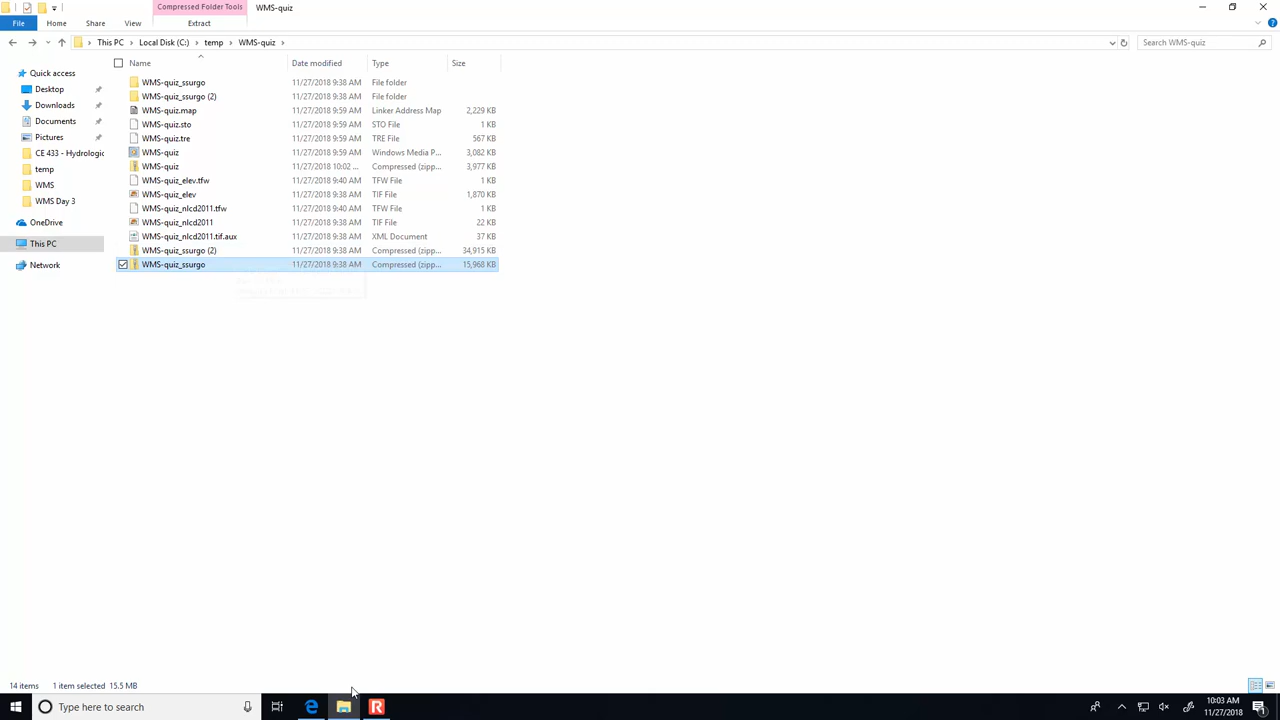 Compressed Folder Tools WMS-quiz
File Home Share View Extract
This PC Local Disk (C:) temp WMS-quiz Search WMS-quiz
Name Date modified Type Size
Quick access
Desktop
Downloads
Documents
Pictures
CE 433 - Hydrologic
temp
WMS
WMS Day 3
OneDrive
This PC
Network
WMS-quiz_ssurgo 11/27/2018 9:38 AM File folder
WMS-quiz_ssurgo (2) 11/27/2018 9:38 AM File folder
WMS-quiz.map 11/27/2018 9:59 AM Linker Address Map 2,229 KB
WMS-quiz.sto 11/27/2018 9:59 AM STO File 1 KB
WMS-quiz.tre 11/27/2018 9:59 AM TRE File 567 KB
WMS-quiz 11/27/2018 9:59 AM Windows Media P... 3,082 KB
WMS-quiz 11/27/2018 10:02 ... Compressed (zipp... 3,977 KB
WMS-quiz_elev.tfw 11/27/2018 9:40 AM TFW File 1 KB
WMS-quiz_elev 11/27/2018 9:40 AM TIF File 1,870 KB
WMS-quiz_nlcd2011.tfw 11/27/2018 9:40 AM TFW File 1 KB
WMS-quiz_nlcd2011 11/27/2018 9:38 AM TIF File 22 KB
WMS-quiz_nlcd2011.tif.aux 11/27/2018 9:38 AM XML Document 37 KB
WMS-quiz_ssurgo (2) 11/27/2018 9:38 AM Compressed (zipp... 34,915 KB
WMS-quiz_ssurgo 11/27/2018 9:38 AM Compressed (zipp... 15,968 KB
14 items 1 item selected 15.5 MB
Type here to search
10:03 AM
11/27/2018